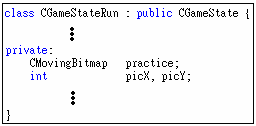 class CGameStateRun : public CGameState {
private:
CMovingBitmap practice;
int picX, picY;
}